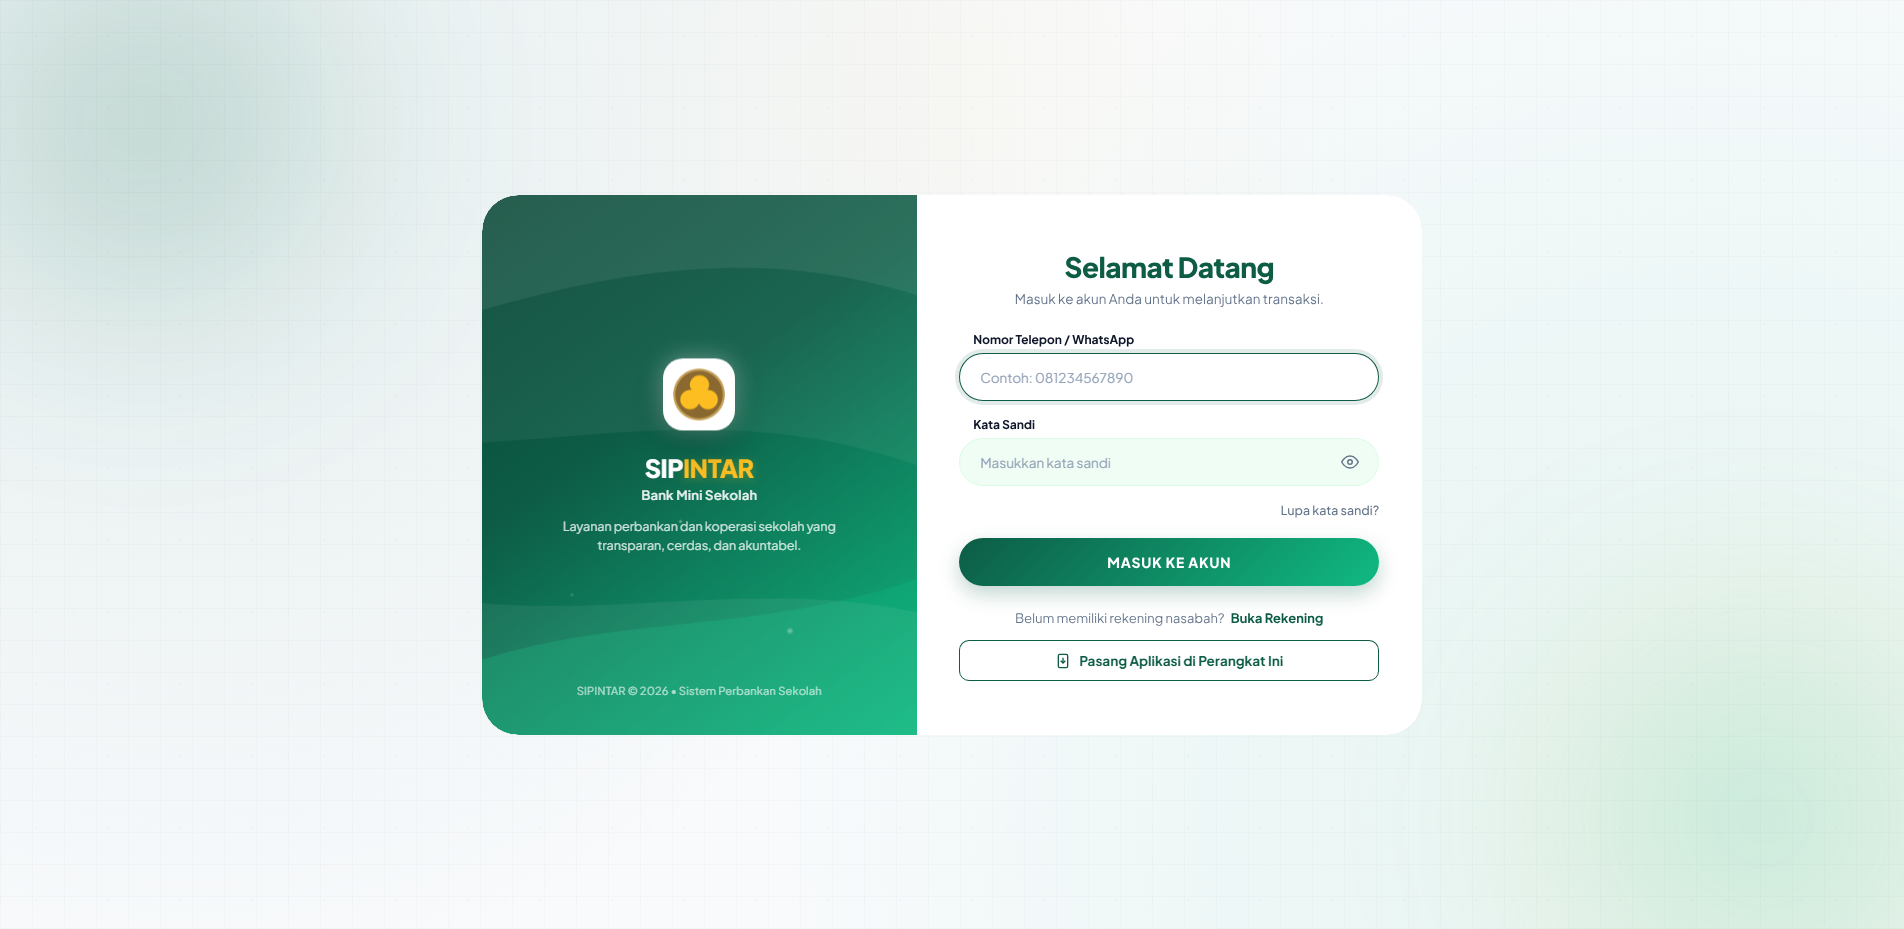 SIPINTAR
Bank Mini Sekolah
Layanan perbankan dan koperasi sekolah yang
transparan, cerdas, dan akuntabel.
SIPINTAR © 2026 • Sistem Perbankan Sekolah
Selamat Datang
Masuk ke akun Anda untuk melanjutkan transaksi.
Nomor Telepon / WhatsApp
Contoh: 081234567890
Kata Sandi
Masukkan kata sandi
Lupa kata sandi?
MASUK KE AKUN
Belum memiliki rekening nasabah? Buka Rekening
Pasang Aplikasi di Perangkat Ini